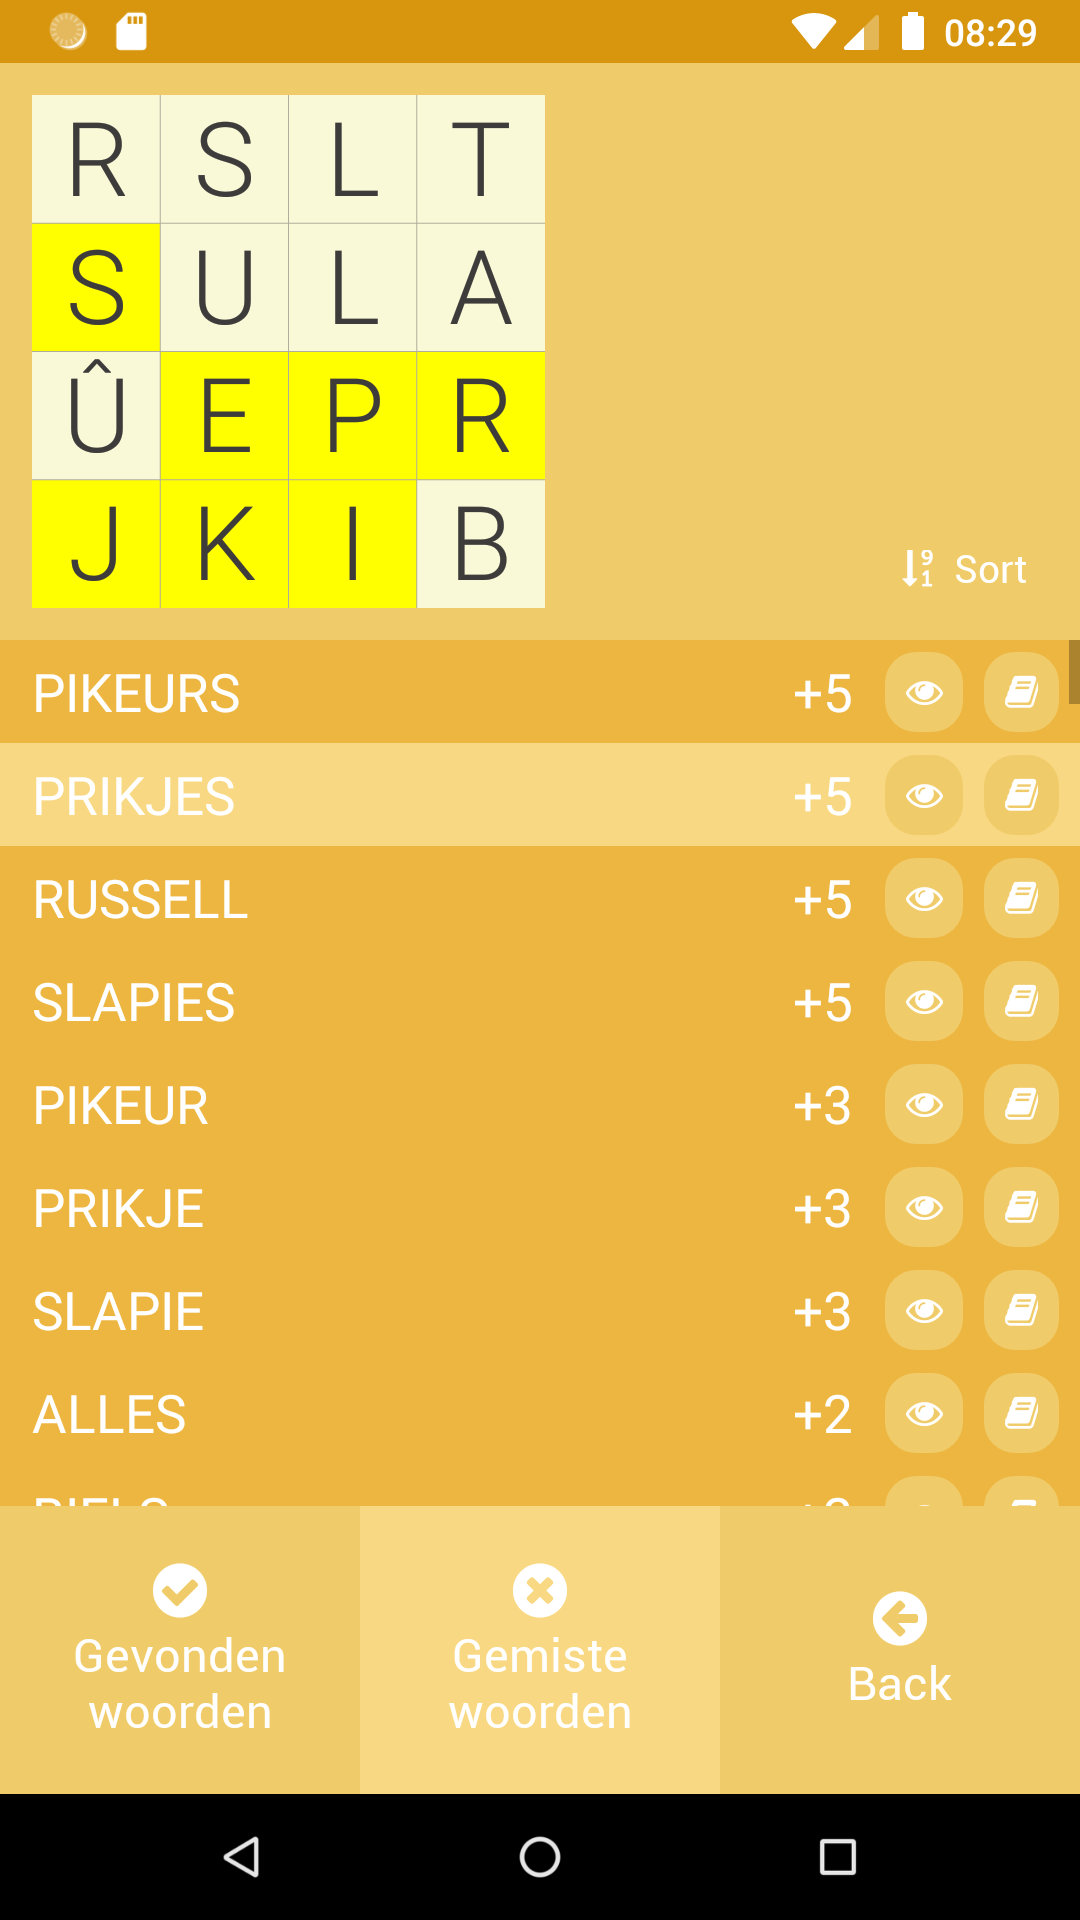 08:29
R S L T
S U L A
Û E P R
J K I B
Sort
PIKEURS +5
PRIKJES +5
RUSSELL +5
SLAPIES +5
PIKEUR +3
PRIKJE +3
SLAPIE +3
ALLES +2
Gevonden
woorden
Gemiste
woorden
Back